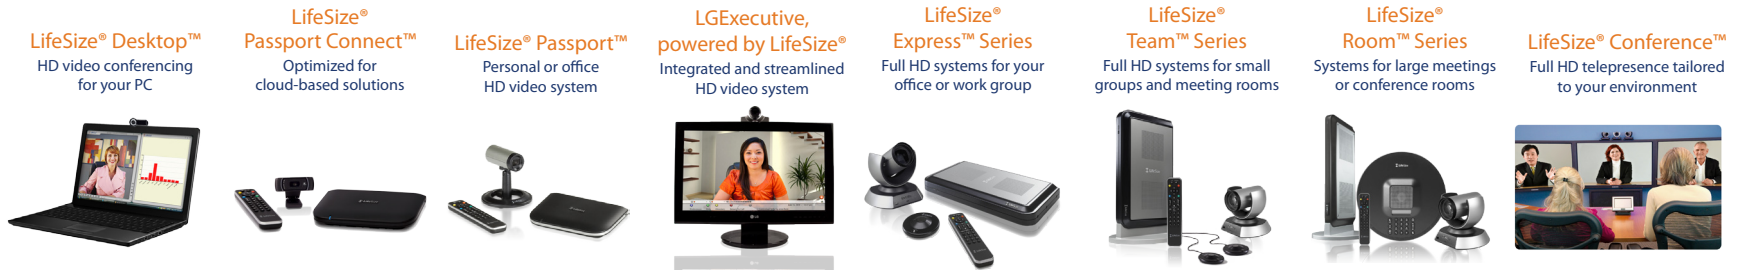 LifeSize® Desktop™
HD video conferencing
for your PC
LifeSize®
Passport Connect™
Optimized for
cloud-based solutions
LifeSize® Passport™
Personal or office
HD video system
LGExecutive,
powered by LifeSize®
Integrated and streamlined
HD video system
LifeSize®
Express™ Series
Full HD systems for your
office or work group
LifeSize®
Team™ Series
Full HD systems for small
groups and meeting rooms
LifeSize®
Room™ Series
Systems for large meetings
or conference rooms
LifeSize® Conference™
Full HD telepresence tailored
to your environment